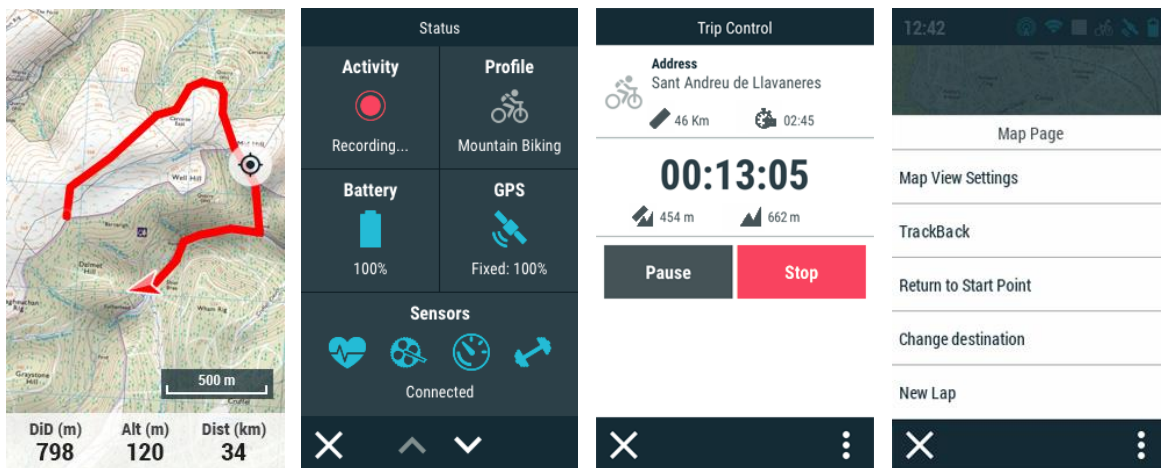 Well Hill
500 m
DiD (m) Alt (m) Dist (km)
798 120 34
Status
Activity Profile
Recording... Mountain Biking
Battery GPS
100% Fixed: 100%
Sensors
Connected
Trip Control
Address
Sant Andreu de Llavaneres
46 Km 02:45
00:13:05
454 m 662 m
Pause Stop
12:42
Map Page
Map View Settings
TrackBack
Return to Start Point
Change destination
New Lap